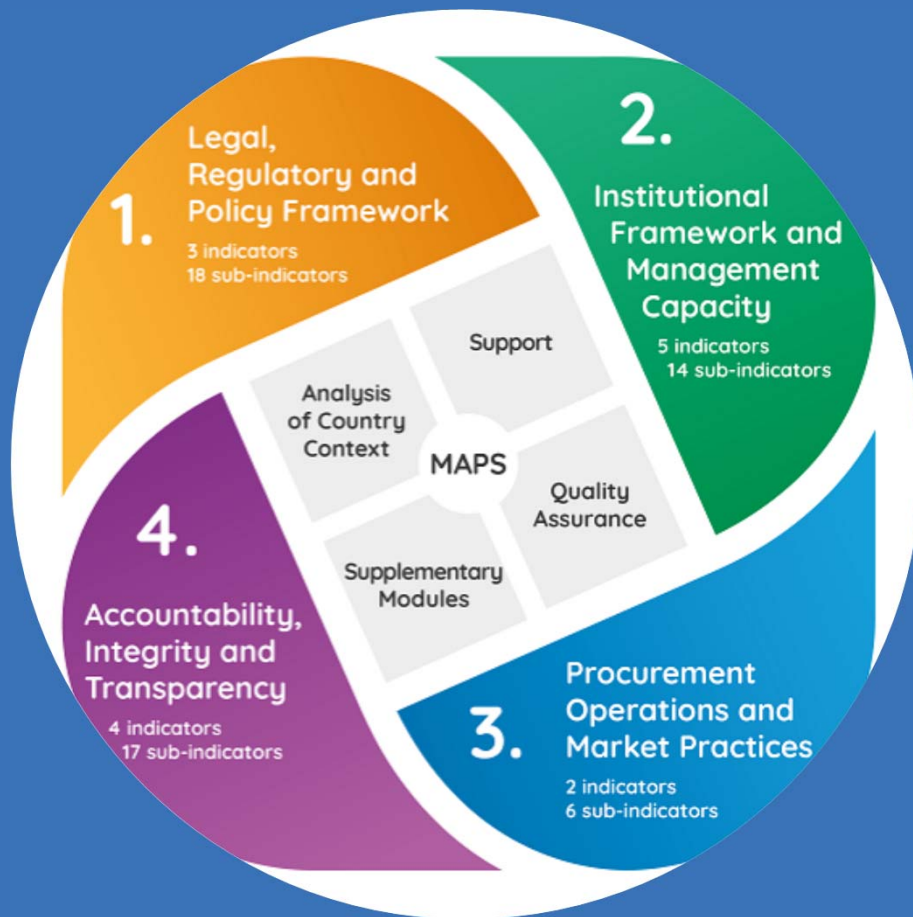 1.
Legal,
Regulatory and
Policy Framework
3 indicators
18 sub-indicators
2.
Institutional
Framework and
Management
Capacity
5 indicators
14 sub-indicators
Support
Analysis
of Country
Context
MAPS
Quality
Assurance
Supplementary
Modules
3.
Procurement
Operations and
Market Practices
2 indicators
6 sub-indicators
4.
Accountability,
Integrity and
Transparency
4 indicators
17 sub-indicators